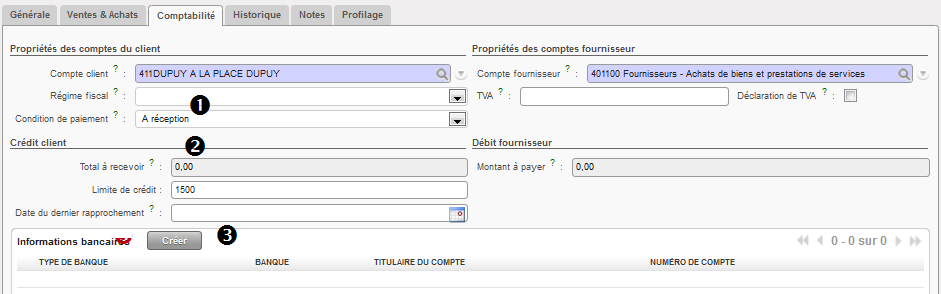 Générale Ventes & Achats Comptabilité Historique Notes Profilage
Propriétés des comptes du client Propriétés des comptes fournisseur
Compte client ? : 411DUPUY A LA PLACE DUPUY Compte fournisseur ? : 401100 Fournisseurs - Achats de biens et prestations de services
Régime fiscal ? : TVA ? : Déclaration de TVA ? :
1
Condition de paiement ? : A réception
Crédit client 2 Débit fournisseur
Total à recevoir ? : 0,00 Montant à payer ? : 0,00
Limite de crédit : 1500
Date du dernier rapprochement ? :
Informations bancaires Créer 3 0 - 0 sur 0
TYPE DE BANQUE BANQUE TITULAIRE DU COMPTE NUMÉRO DE COMPTE